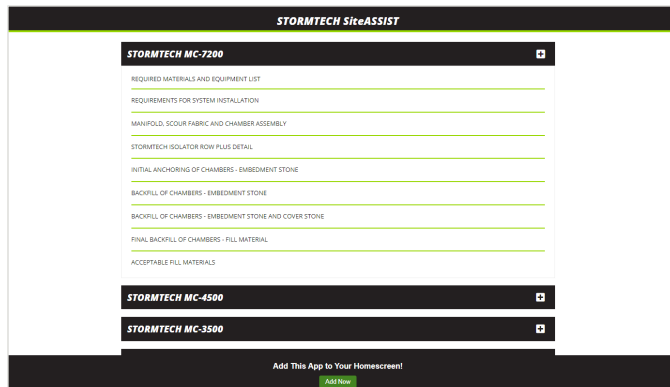 STORMTECH SiteASSIST
STORMTECH MC-7200
REQUIRED MATERIALS AND EQUIPMENT LIST
REQUIREMENTS FOR SYSTEM INSTALLATION
MANIFOLD, SCOUR FABRIC AND CHAMBER ASSEMBLY
STORMTECH ISOLATOR ROW PLUS DETAIL
INITIAL ANCHORING OF CHAMBERS - EMBEDMENT STONE
BACKFILL OF CHAMBERS - EMBEDMENT STONE
BACKFILL OF CHAMBERS - EMBEDMENT STONE AND COVER STONE
FINAL BACKFILL OF CHAMBERS - FILL MATERIAL
ACCEPTABLE FILL MATERIALS
STORMTECH MC-4500
STORMTECH MC-3500
Add This App to Your Homescreen!
Add Now